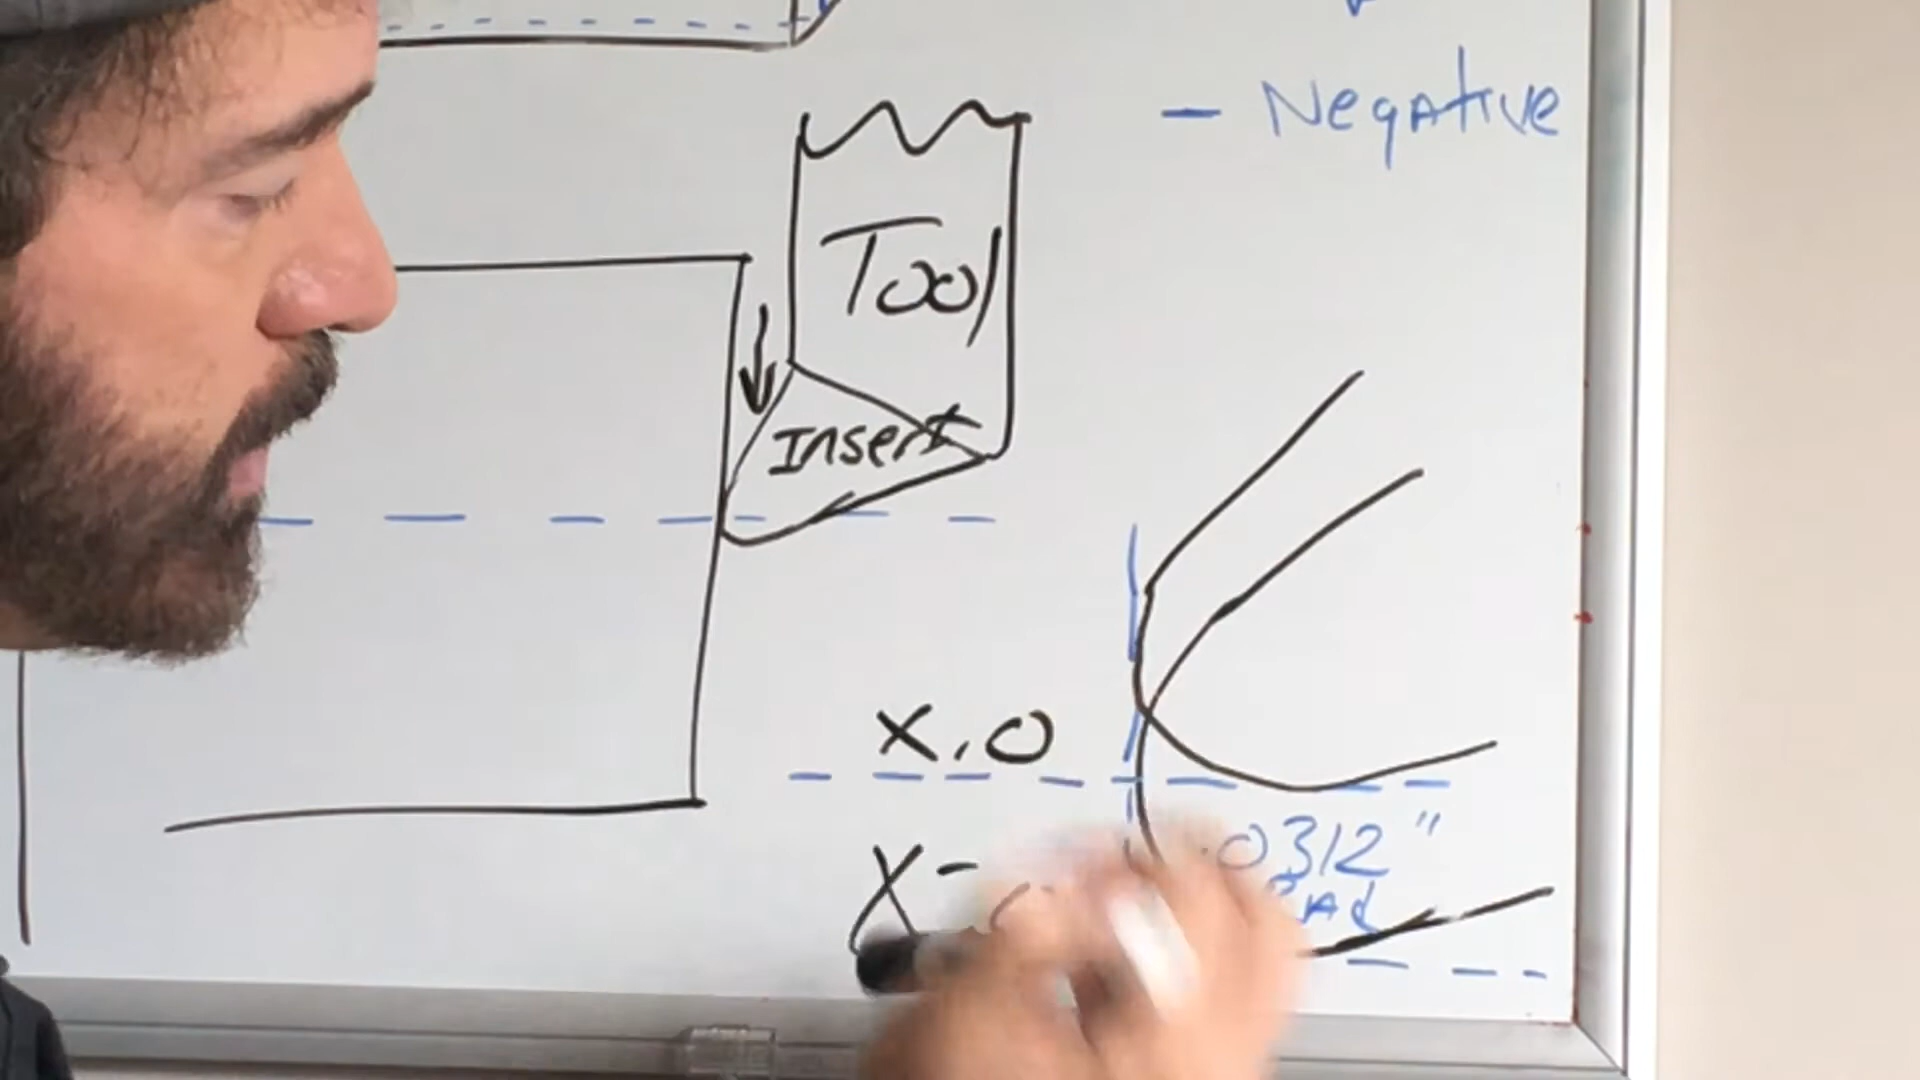 - Negative
Tool
Insert
X.0
.0312"
Rad
X-